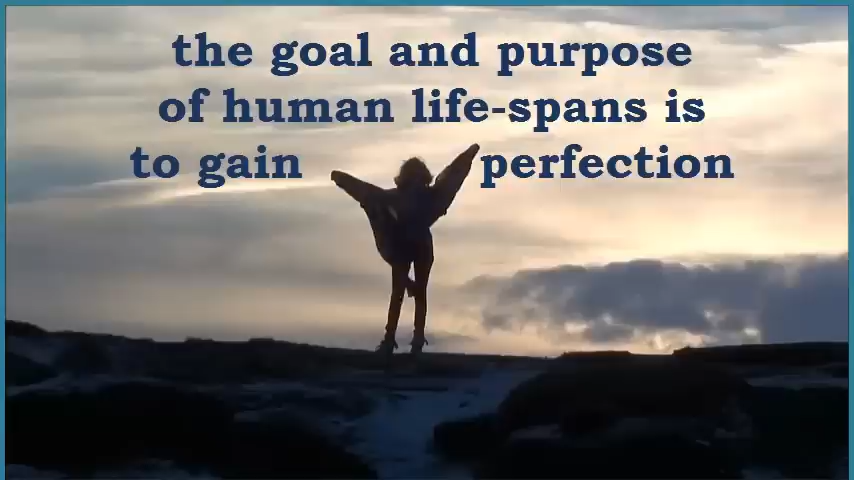 the goal and purpose
of human life-spans is
to gain perfection